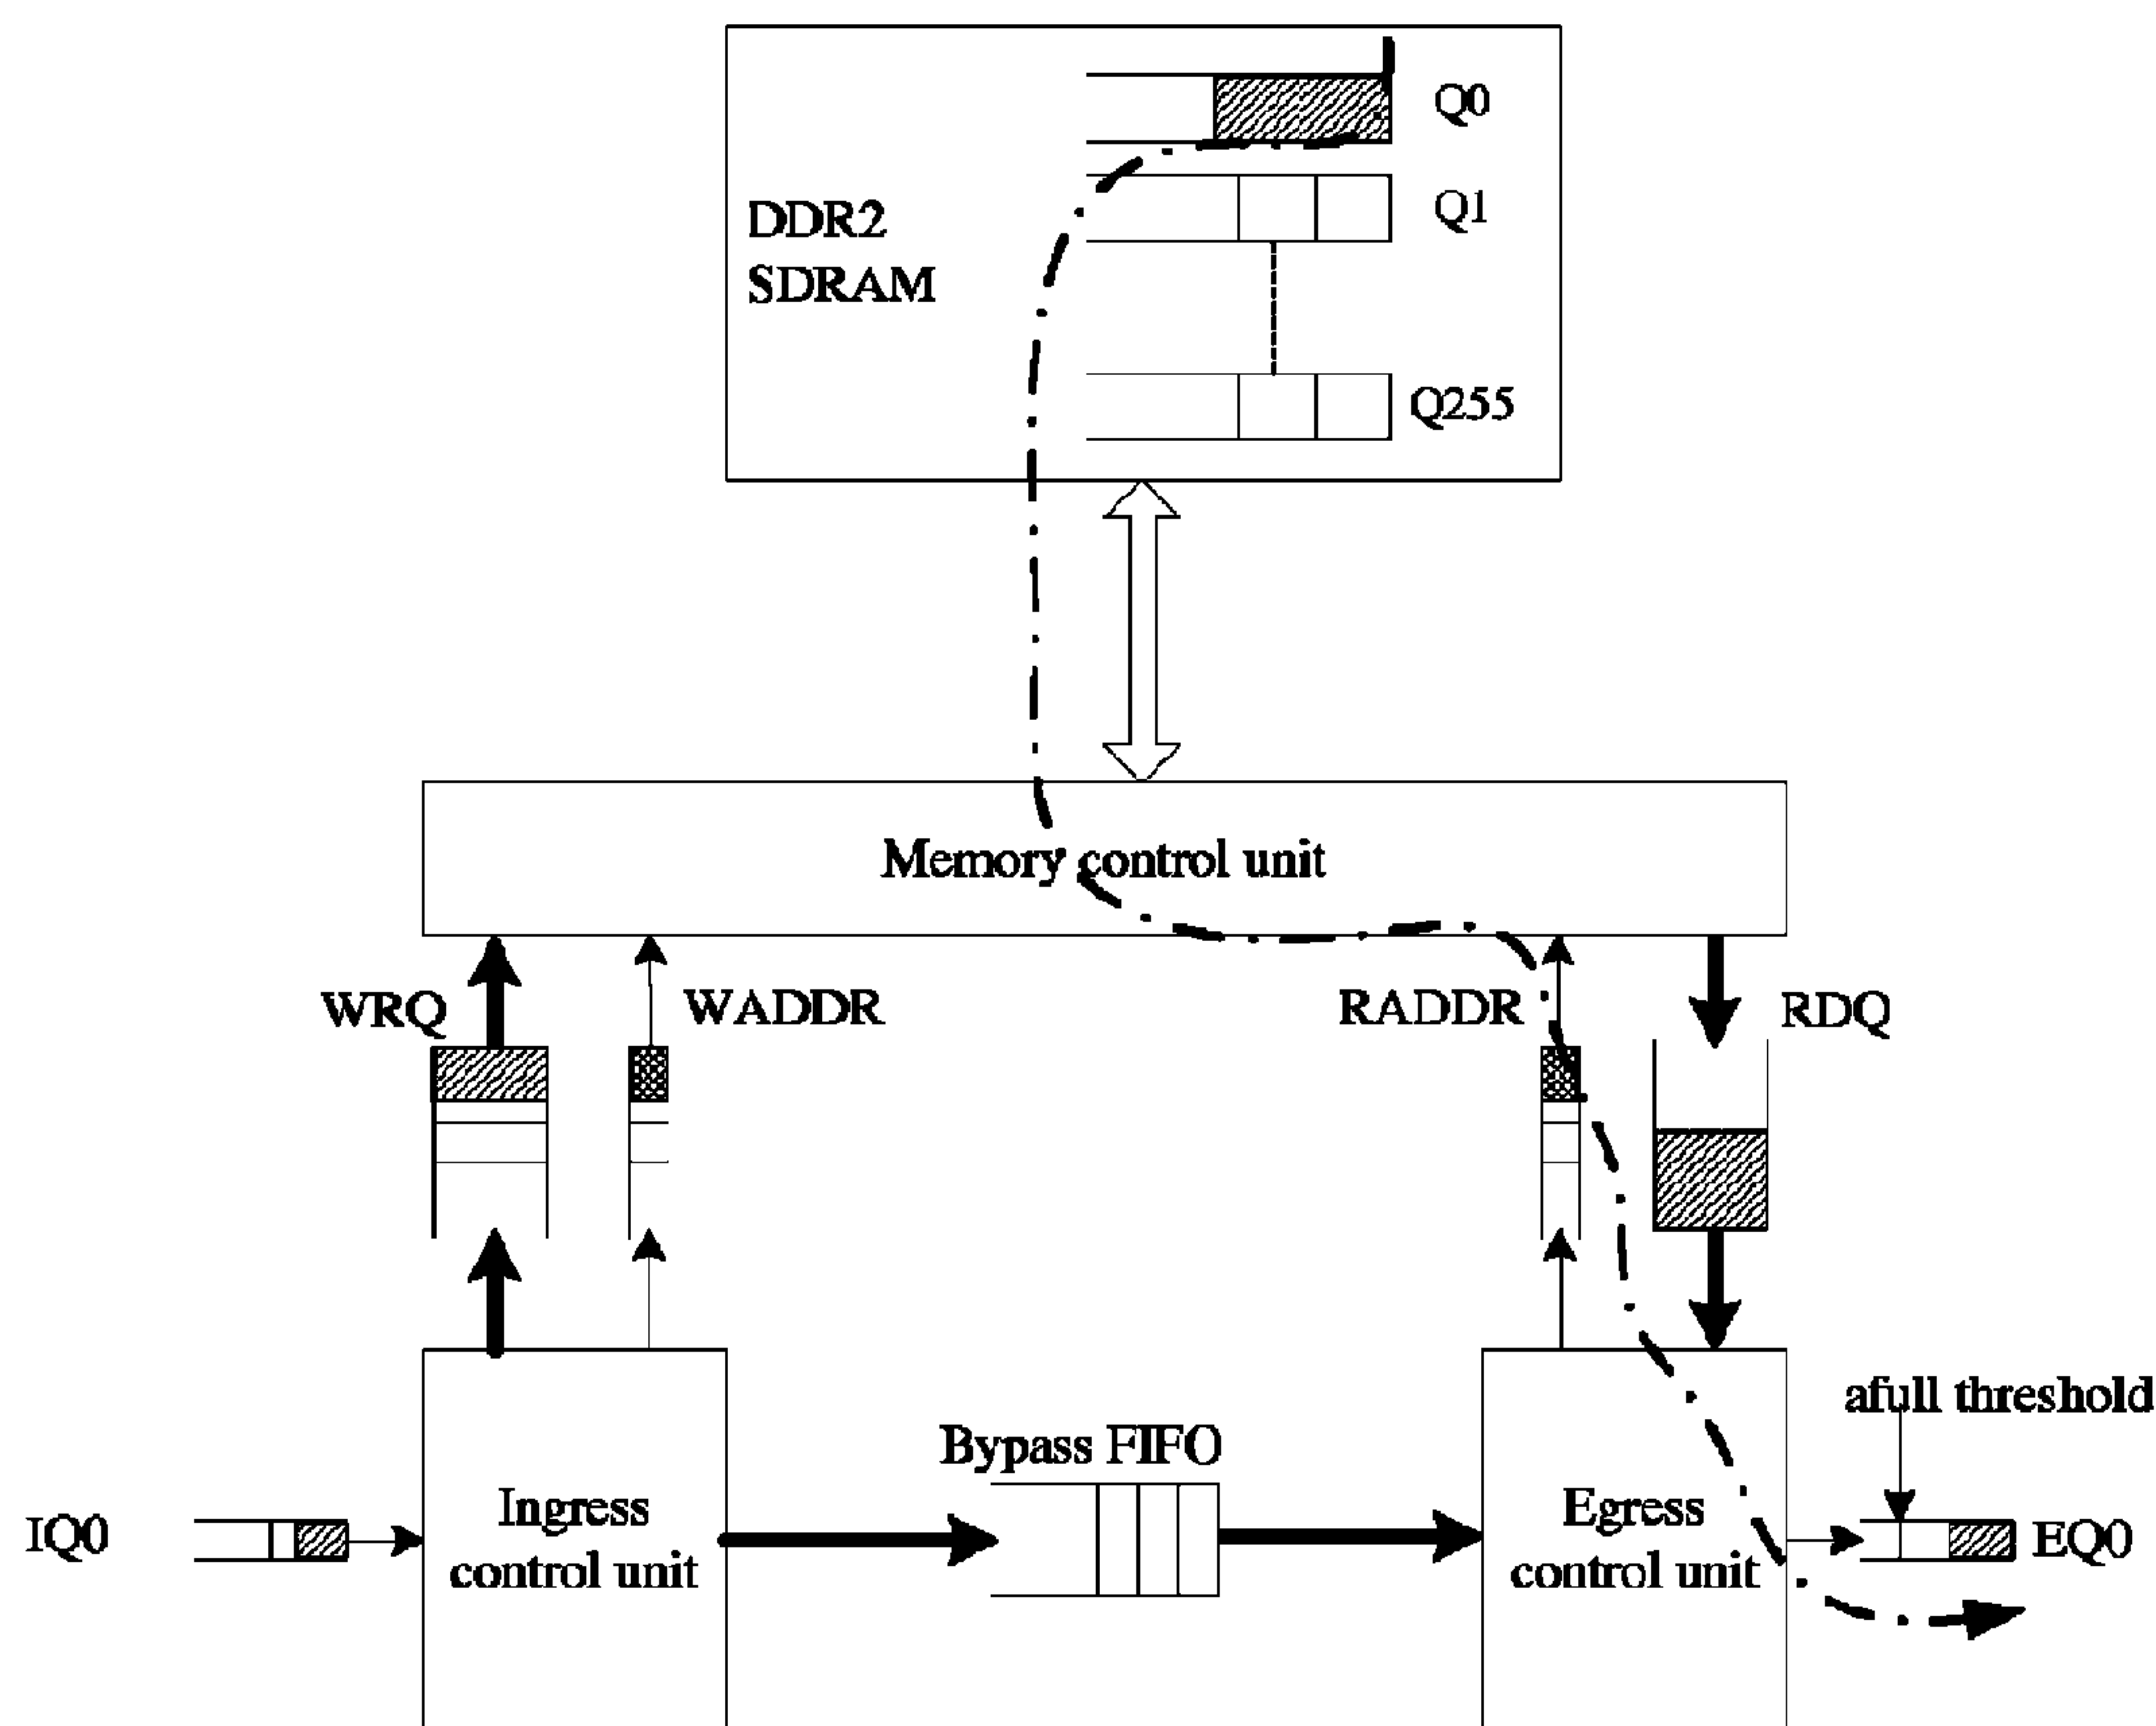 Q0
Q1
DDR2
SDRAM
Q255
Memory control unit
WRQ
WADDR
RADDR
RDQ
afull threshold
Bypass FIFO
IQ0
Ingress
control unit
Egress
control unit
EQ0